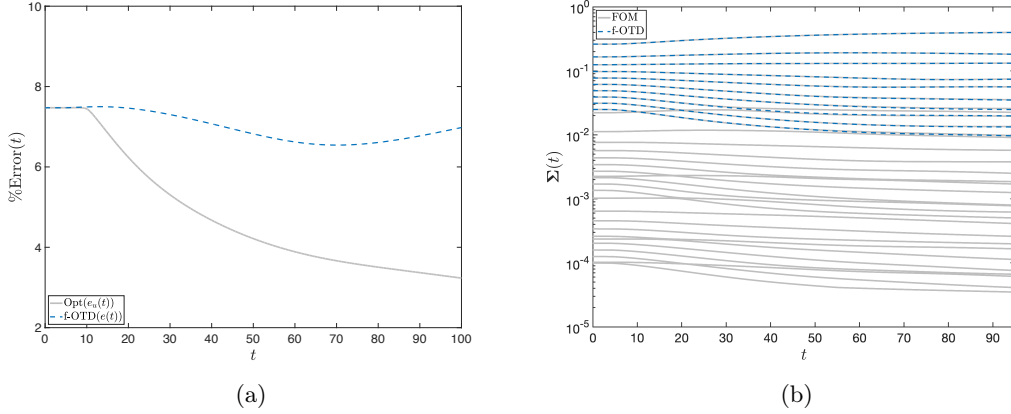 10
8
6
4
2
%Error(t)
Opt(e_u(t))
f-OTD(e(t))
0 10 20 30 40 50 60 70 80 90 100
t
(a)
10^0
10^-1
10^-2
10^-3
10^-4
10^-5
Σ(t)
FOM
f-OTD
0 10 20 30 40 50 60 70 80 90
t
(b)